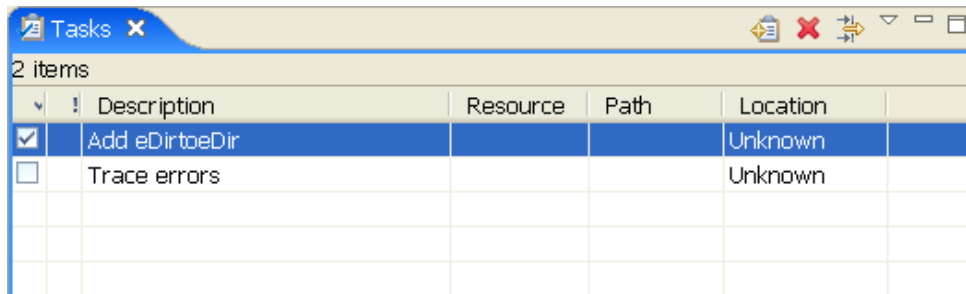 Tasks
2 items
! Description Resource Path Location
Add eDirtoeDir Unknown
Trace errors Unknown